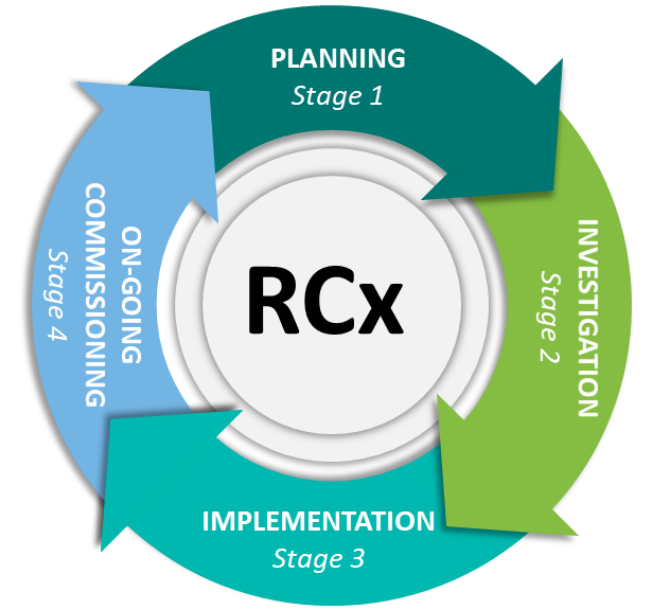 PLANNING
Stage 1
INVESTIGATION
Stage 2
IMPLEMENTATION
Stage 3
ON-GOING
COMMISSIONING
Stage 4
RCx